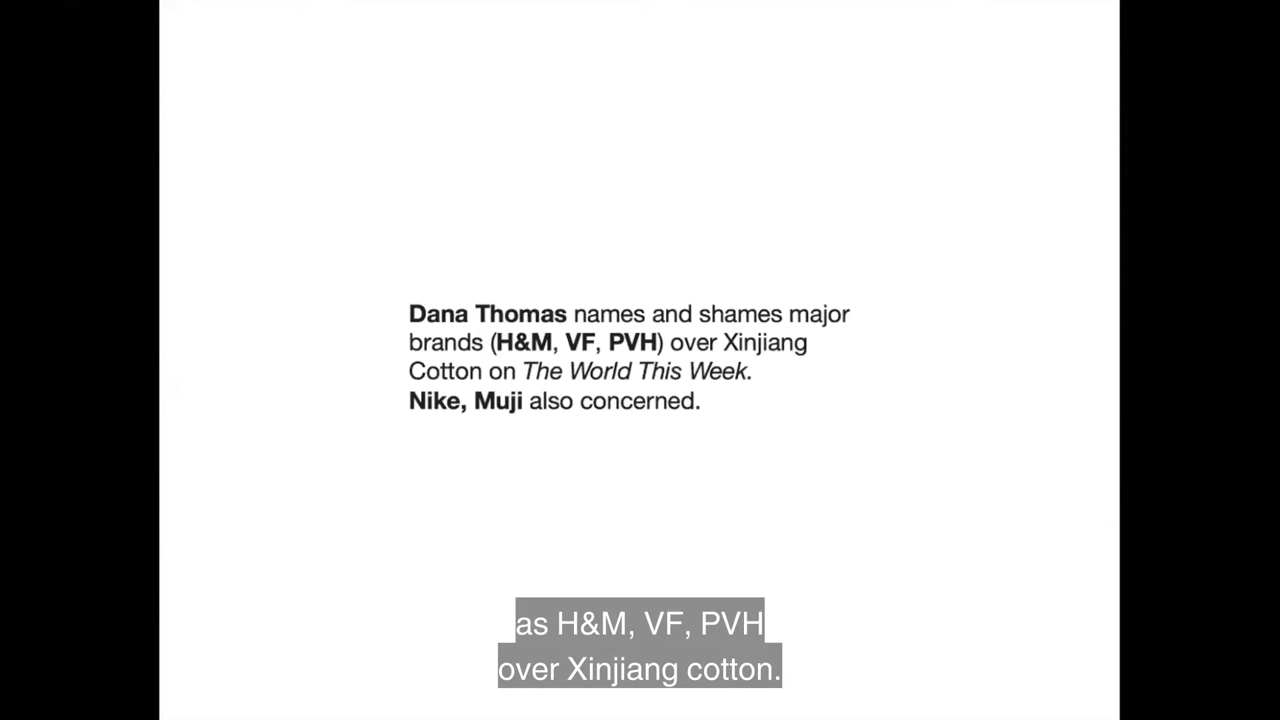 Dana Thomas names and shames major
brands (H&M, VF, PVH) over Xinjiang
Cotton on The World This Week.
Nike, Muji also concerned.
as H&M, VF, PVH
over Xinjiang cotton.